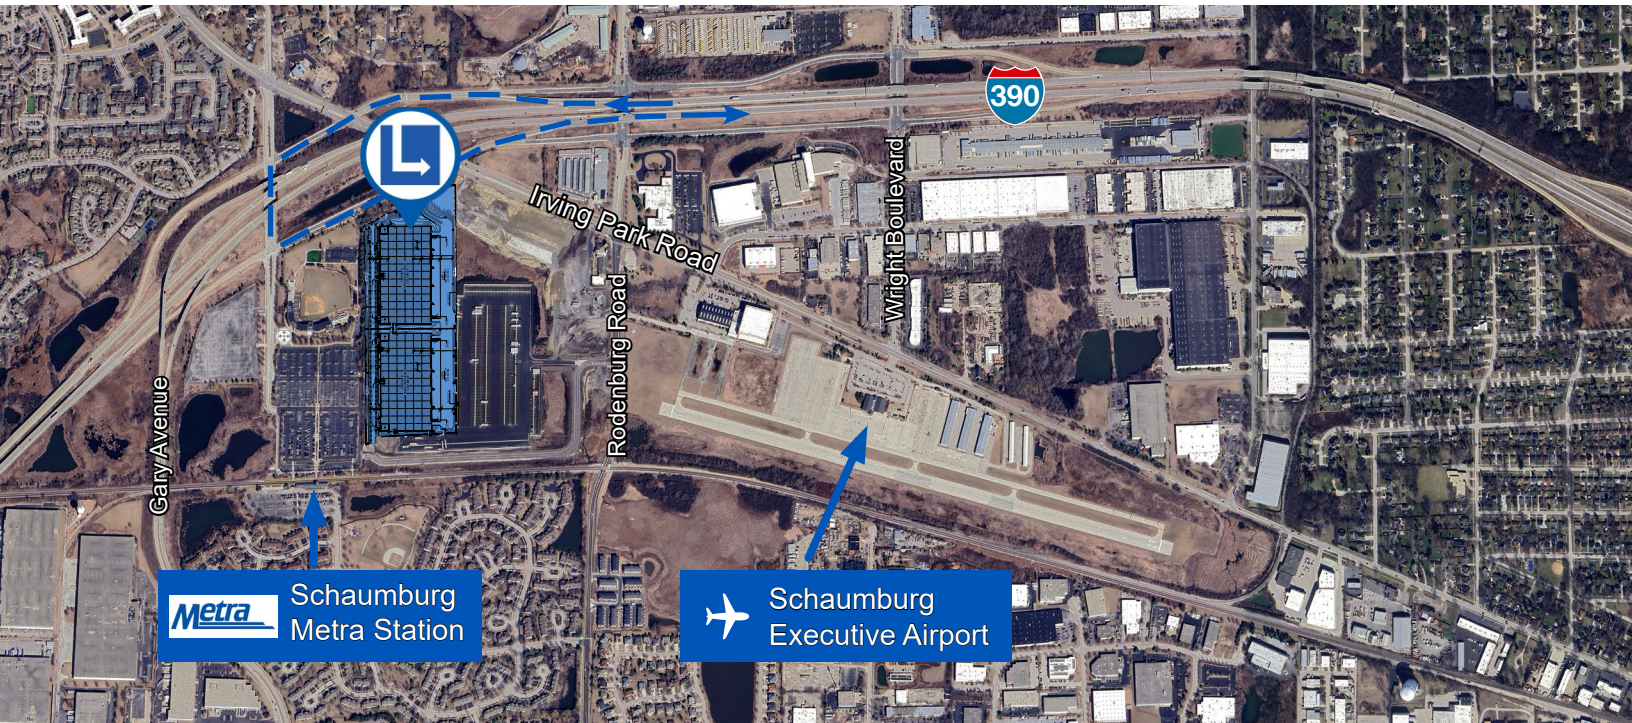 390
L
Irving Park Road
Wright Boulevard
Rodenburg Road
Gary Avenue
Metra
Schaumburg
Metra Station
Schaumburg
Executive Airport